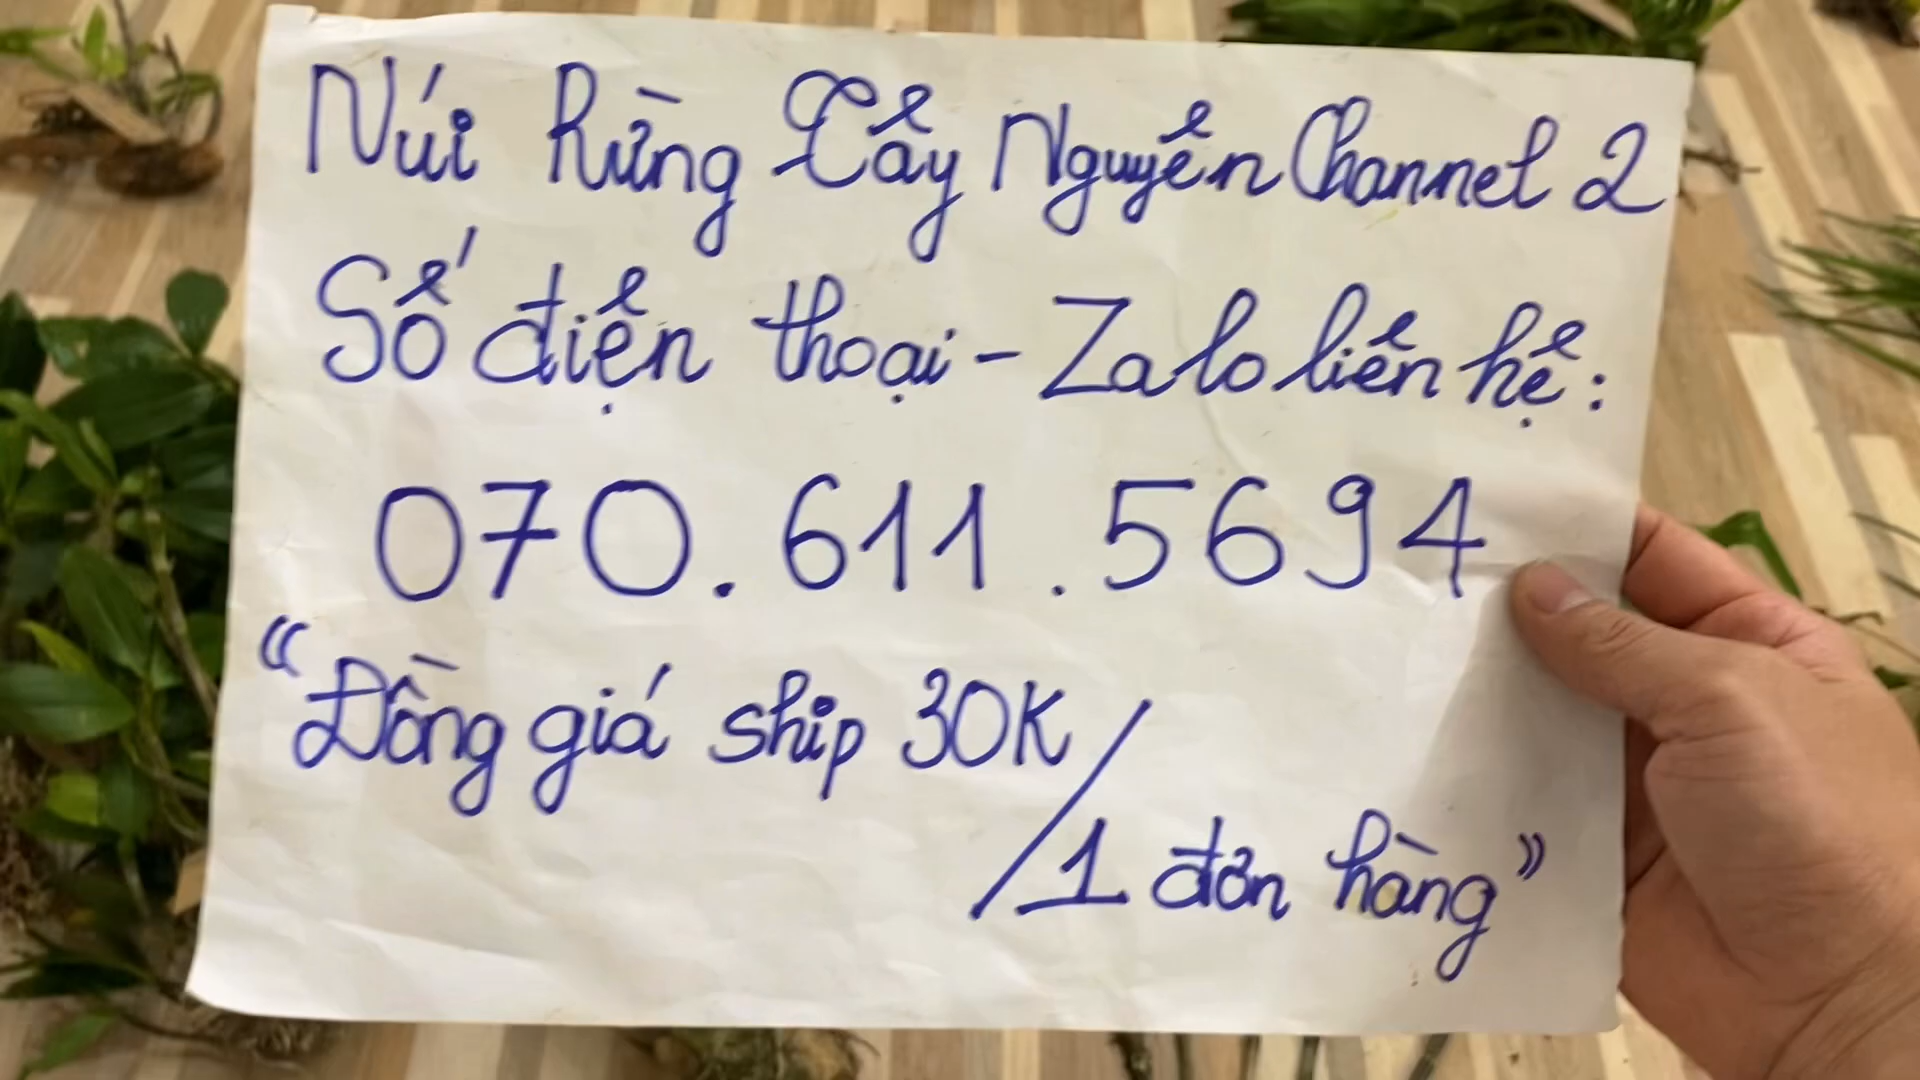 Núi Rừng Tây Nguyên Channel 2
Số điện thoại - Zalo liên hệ:
070.611.5694
"Đồng giá ship 30K/
1 đơn hàng"